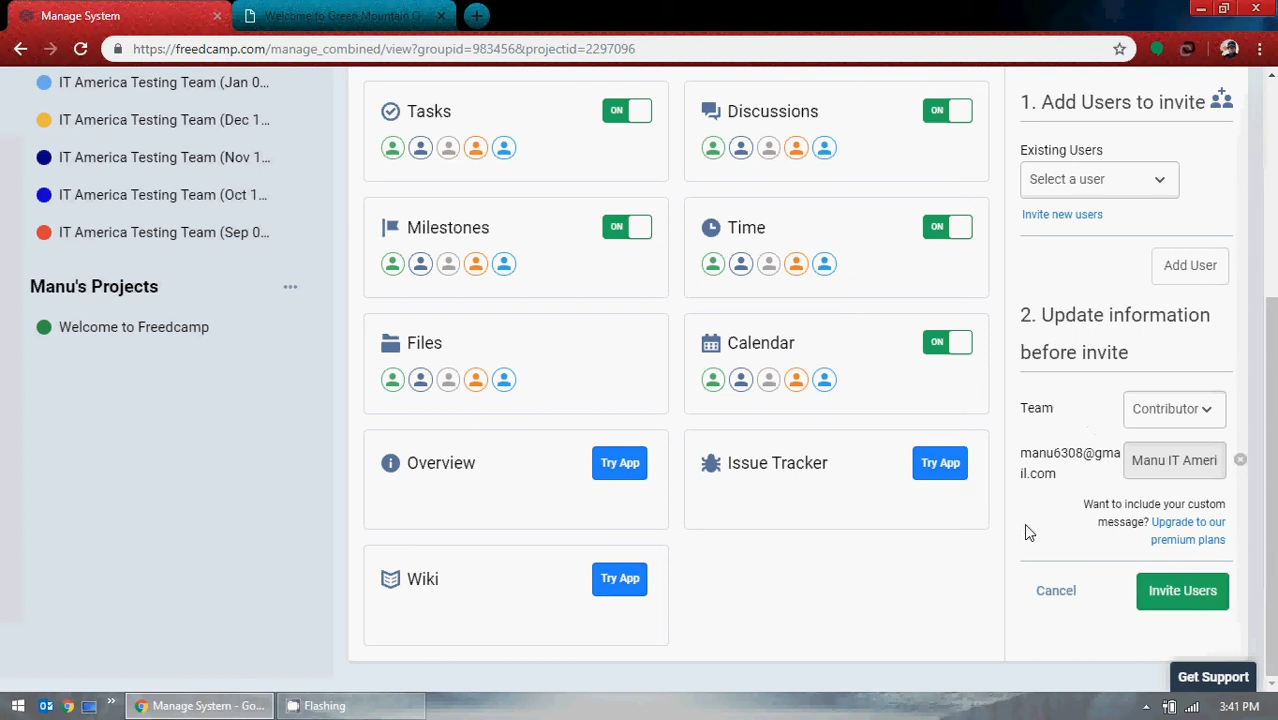 Manage System
Welcome to Green Mountain G
https://freedcamp.com/manage_combined/view?groupid=983456&projectid=2297096
IT America Testing Team (Jan 0...
IT America Testing Team (Dec 1...
IT America Testing Team (Nov 1...
IT America Testing Team (Oct 1...
IT America Testing Team (Sep 0...
Manu's Projects
Welcome to Freedcamp
Tasks
ON
Discussions
ON
Milestones
ON
Time
ON
Files
Calendar
ON
Overview
Try App
Issue Tracker
Try App
Wiki
Try App
1. Add Users to invite
Existing Users
Select a user
Invite new users
Add User
2. Update information
before invite
Team
Contributor
manu6308@gma
il.com
Manu IT Ameri
Want to include your custom
message? Upgrade to our
premium plans
Cancel
Invite Users
Get Support
Manage System - Go...
Flashing
3:41 PM